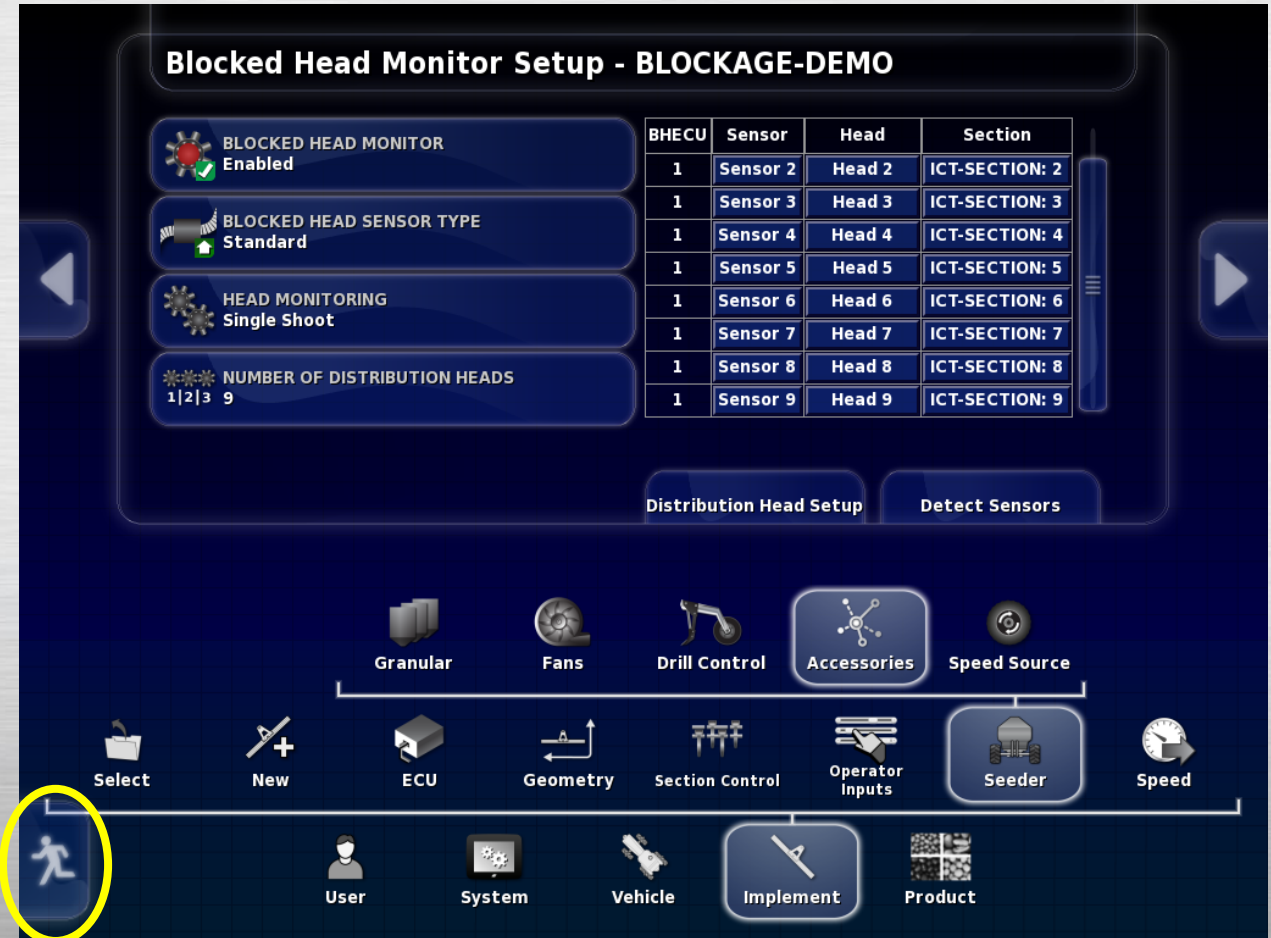 Blocked Head Monitor Setup - BLOCKAGE-DEMO
BLOCKED HEAD MONITOR
Enabled
BLOCKED HEAD SENSOR TYPE
Standard
HEAD MONITORING
Single Shoot
NUMBER OF DISTRIBUTION HEADS
1|2|3 9
BHECU Sensor Head Section
1 Sensor 2 Head 2 ICT-SECTION: 2
1 Sensor 3 Head 3 ICT-SECTION: 3
1 Sensor 4 Head 4 ICT-SECTION: 4
1 Sensor 5 Head 5 ICT-SECTION: 5
1 Sensor 6 Head 6 ICT-SECTION: 6
1 Sensor 7 Head 7 ICT-SECTION: 7
1 Sensor 8 Head 8 ICT-SECTION: 8
1 Sensor 9 Head 9 ICT-SECTION: 9
Distribution Head Setup Detect Sensors
Granular Fans Drill Control Accessories Speed Source
Select New ECU Geometry Section Control Operator
Inputs Seeder Speed
User System Vehicle Implement Product